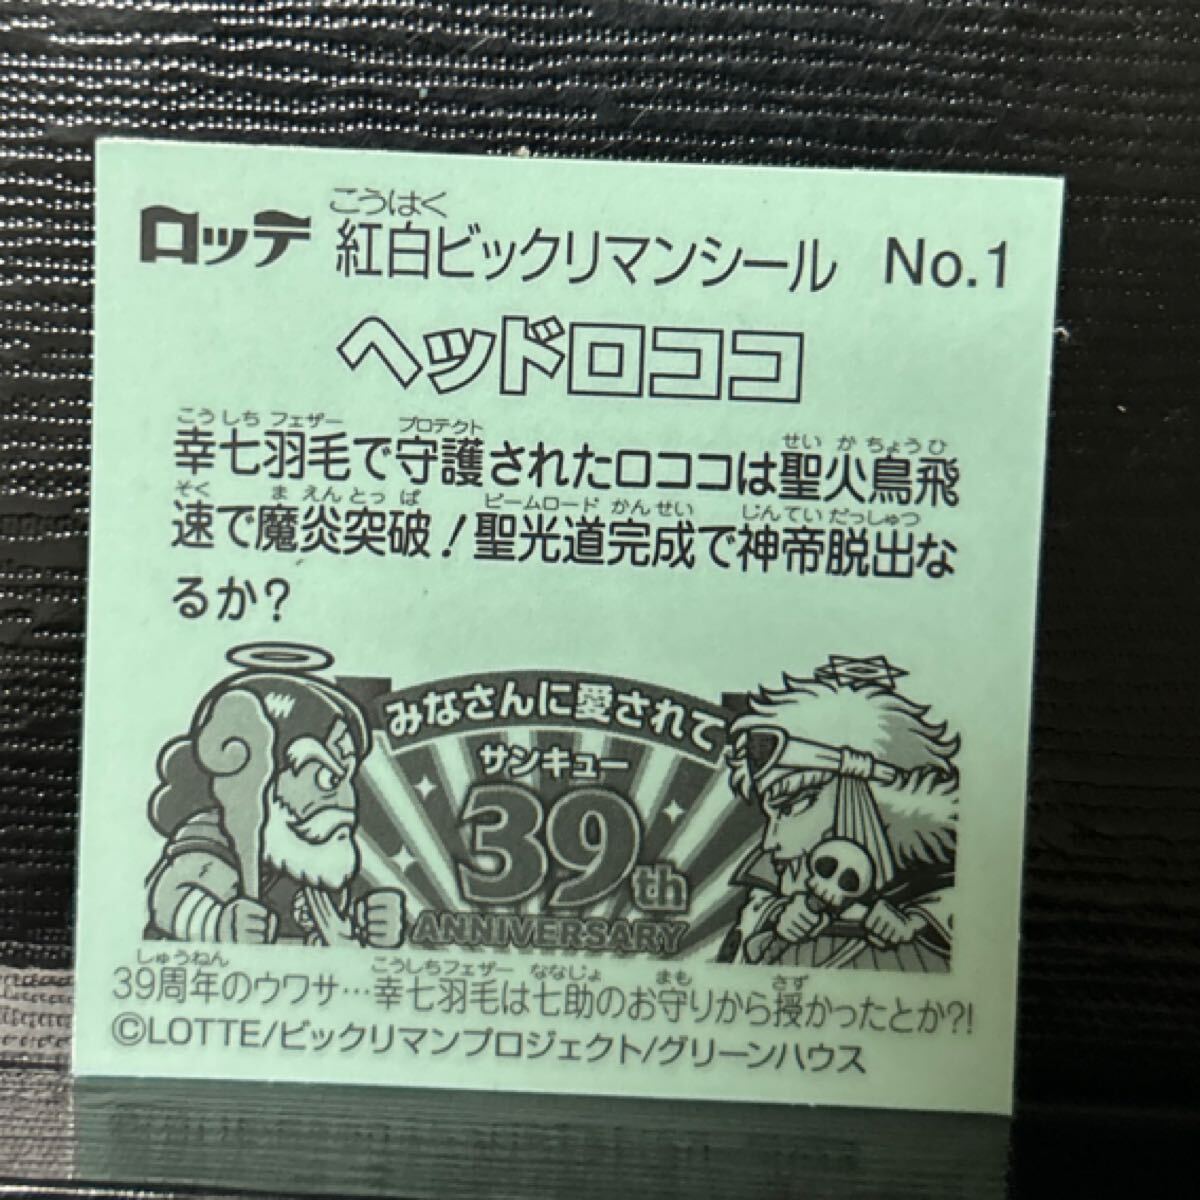 ロッテ 紅白ビックリマンシール No.1
こうはく
ヘッドロココ
こうしちフェザー プロテクト せいかちょうひ
幸七羽毛で守護されたロココは聖火鳥飛
そく まえんとっぱ ビームロード かんせい じんていだっしゅつ
速で魔炎突破！聖光道完成で神帝脱出な
るか？
みなさんに愛されて
サンキュー
39th
ANNIVERSARY
しゅうねん こうしちフェザー ななじょ まも さず
39周年のウワサ…幸七羽毛は七助のお守りから授かったとか?!
©LOTTE/ビックリマンプロジェクト/グリーンハウス